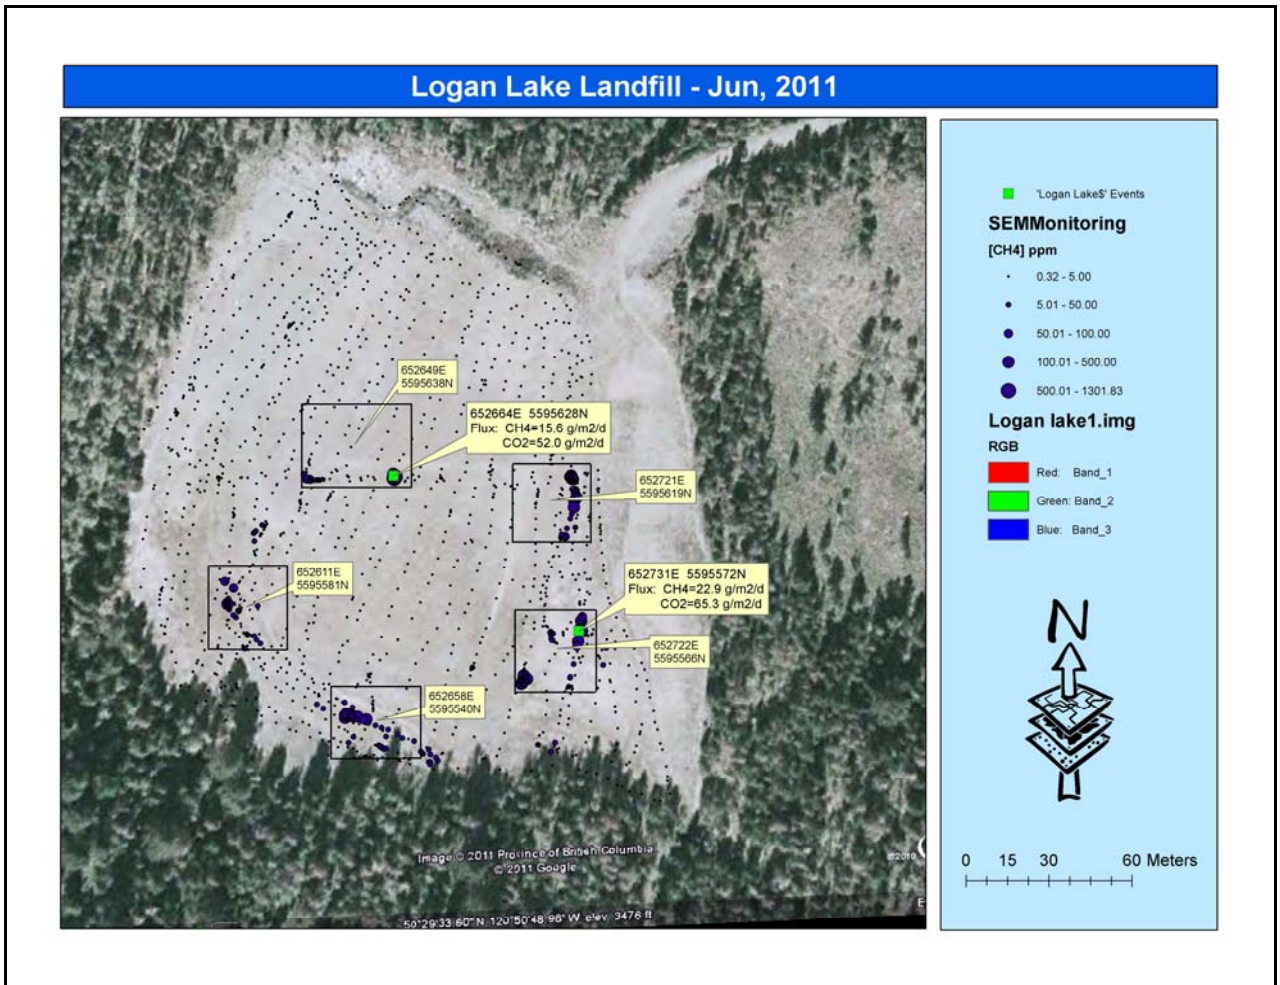 Logan Lake Landfill - Jun, 2011
652649E
5595638N
652664E 5595628N
Flux: CH4=15.6 g/m2/d
CO2=52.0 g/m2/d
652721E
5595619N
652611E
5595581N
652731E 5595572N
Flux: CH4=22.9 g/m2/d
CO2=65.3 g/m2/d
652722E
5595566N
652658E
5595540N
Image © 2011 Province of British Columbia
© 2011 Google
©2010
50°29'33.60" N 120°50'48.98" W elev 3476 ft
'Logan Lake$' Events
SEMMonitoring
[CH4] ppm
0.32 - 5.00
5.01 - 50.00
50.01 - 100.00
100.01 - 500.00
500.01 - 1301.83
Logan lake1.img
RGB
Red: Band_1
Green: Band_2
Blue: Band_3
N
0 15 30 60 Meters